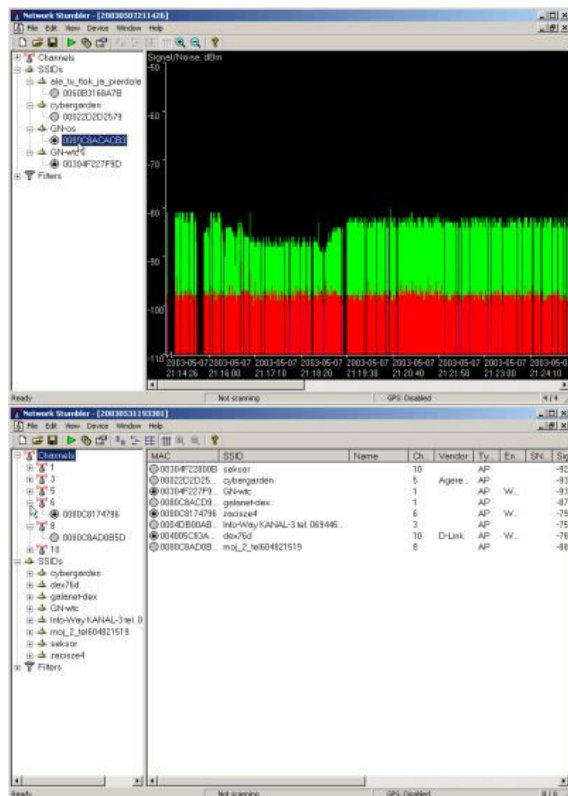 Network Stumbler - [20030507211426]
File Edit View Device Window Help
Channels
SSIDs
ale_tu_tlok_ja_pierdole
0060B3168A7B
cybergarden
00022D2D2579
GN-os
0080C8ACACB3
GN-wtc
00304F227F9D
Filters
Signal/Noise, dBm
-50
-60
-70
-80
-90
-100
-110
2003-05-07 2003-05-07 2003-05-07 2003-05-07 2003-05-07 2003-05-07 2003-05-07 2003-05-07 2003-05-0
21:14:26 21:16:00 21:17:10 21:18:20 21:19:30 21:20:40 21:21:50 21:23:00 21:24:10
Ready Not scanning GPS: Disabled 4 / 4
Network Stumbler - [20030531193301]
File Edit View Device Window Help
Channels
1
3
5
6
0080C8174796
8
0080C8AD0B5D
10
SSIDs
cybergarden
dex76d
galanet-dex
GN-wtc
Info-Way KANAL-3 tel. 0
moj_2_tel604821519
seksor
zacisze4
Filters
MAC SSID Name Ch... Vendor Ty... En... SN... Sig
00304F22800B seksor 10 AP -92
00022D2D25... cybergarden 5 Agere... AP -93
00304F227F9... GN-wtc 1 AP W... -93
0080C8ACD9... galanet-dex 1 AP -87
0080C8174796 zacisze4 6 AP W... -79
0004DB00AB... Info-Way KANAL-3 tel. 069446... 3 AP -75
004005C83A... dex76d 10 D-Link AP W... -78
0080C8AD0B... moj_2_tel604821519 8 AP -88
Ready Not scanning GPS: Disabled 8 / 8